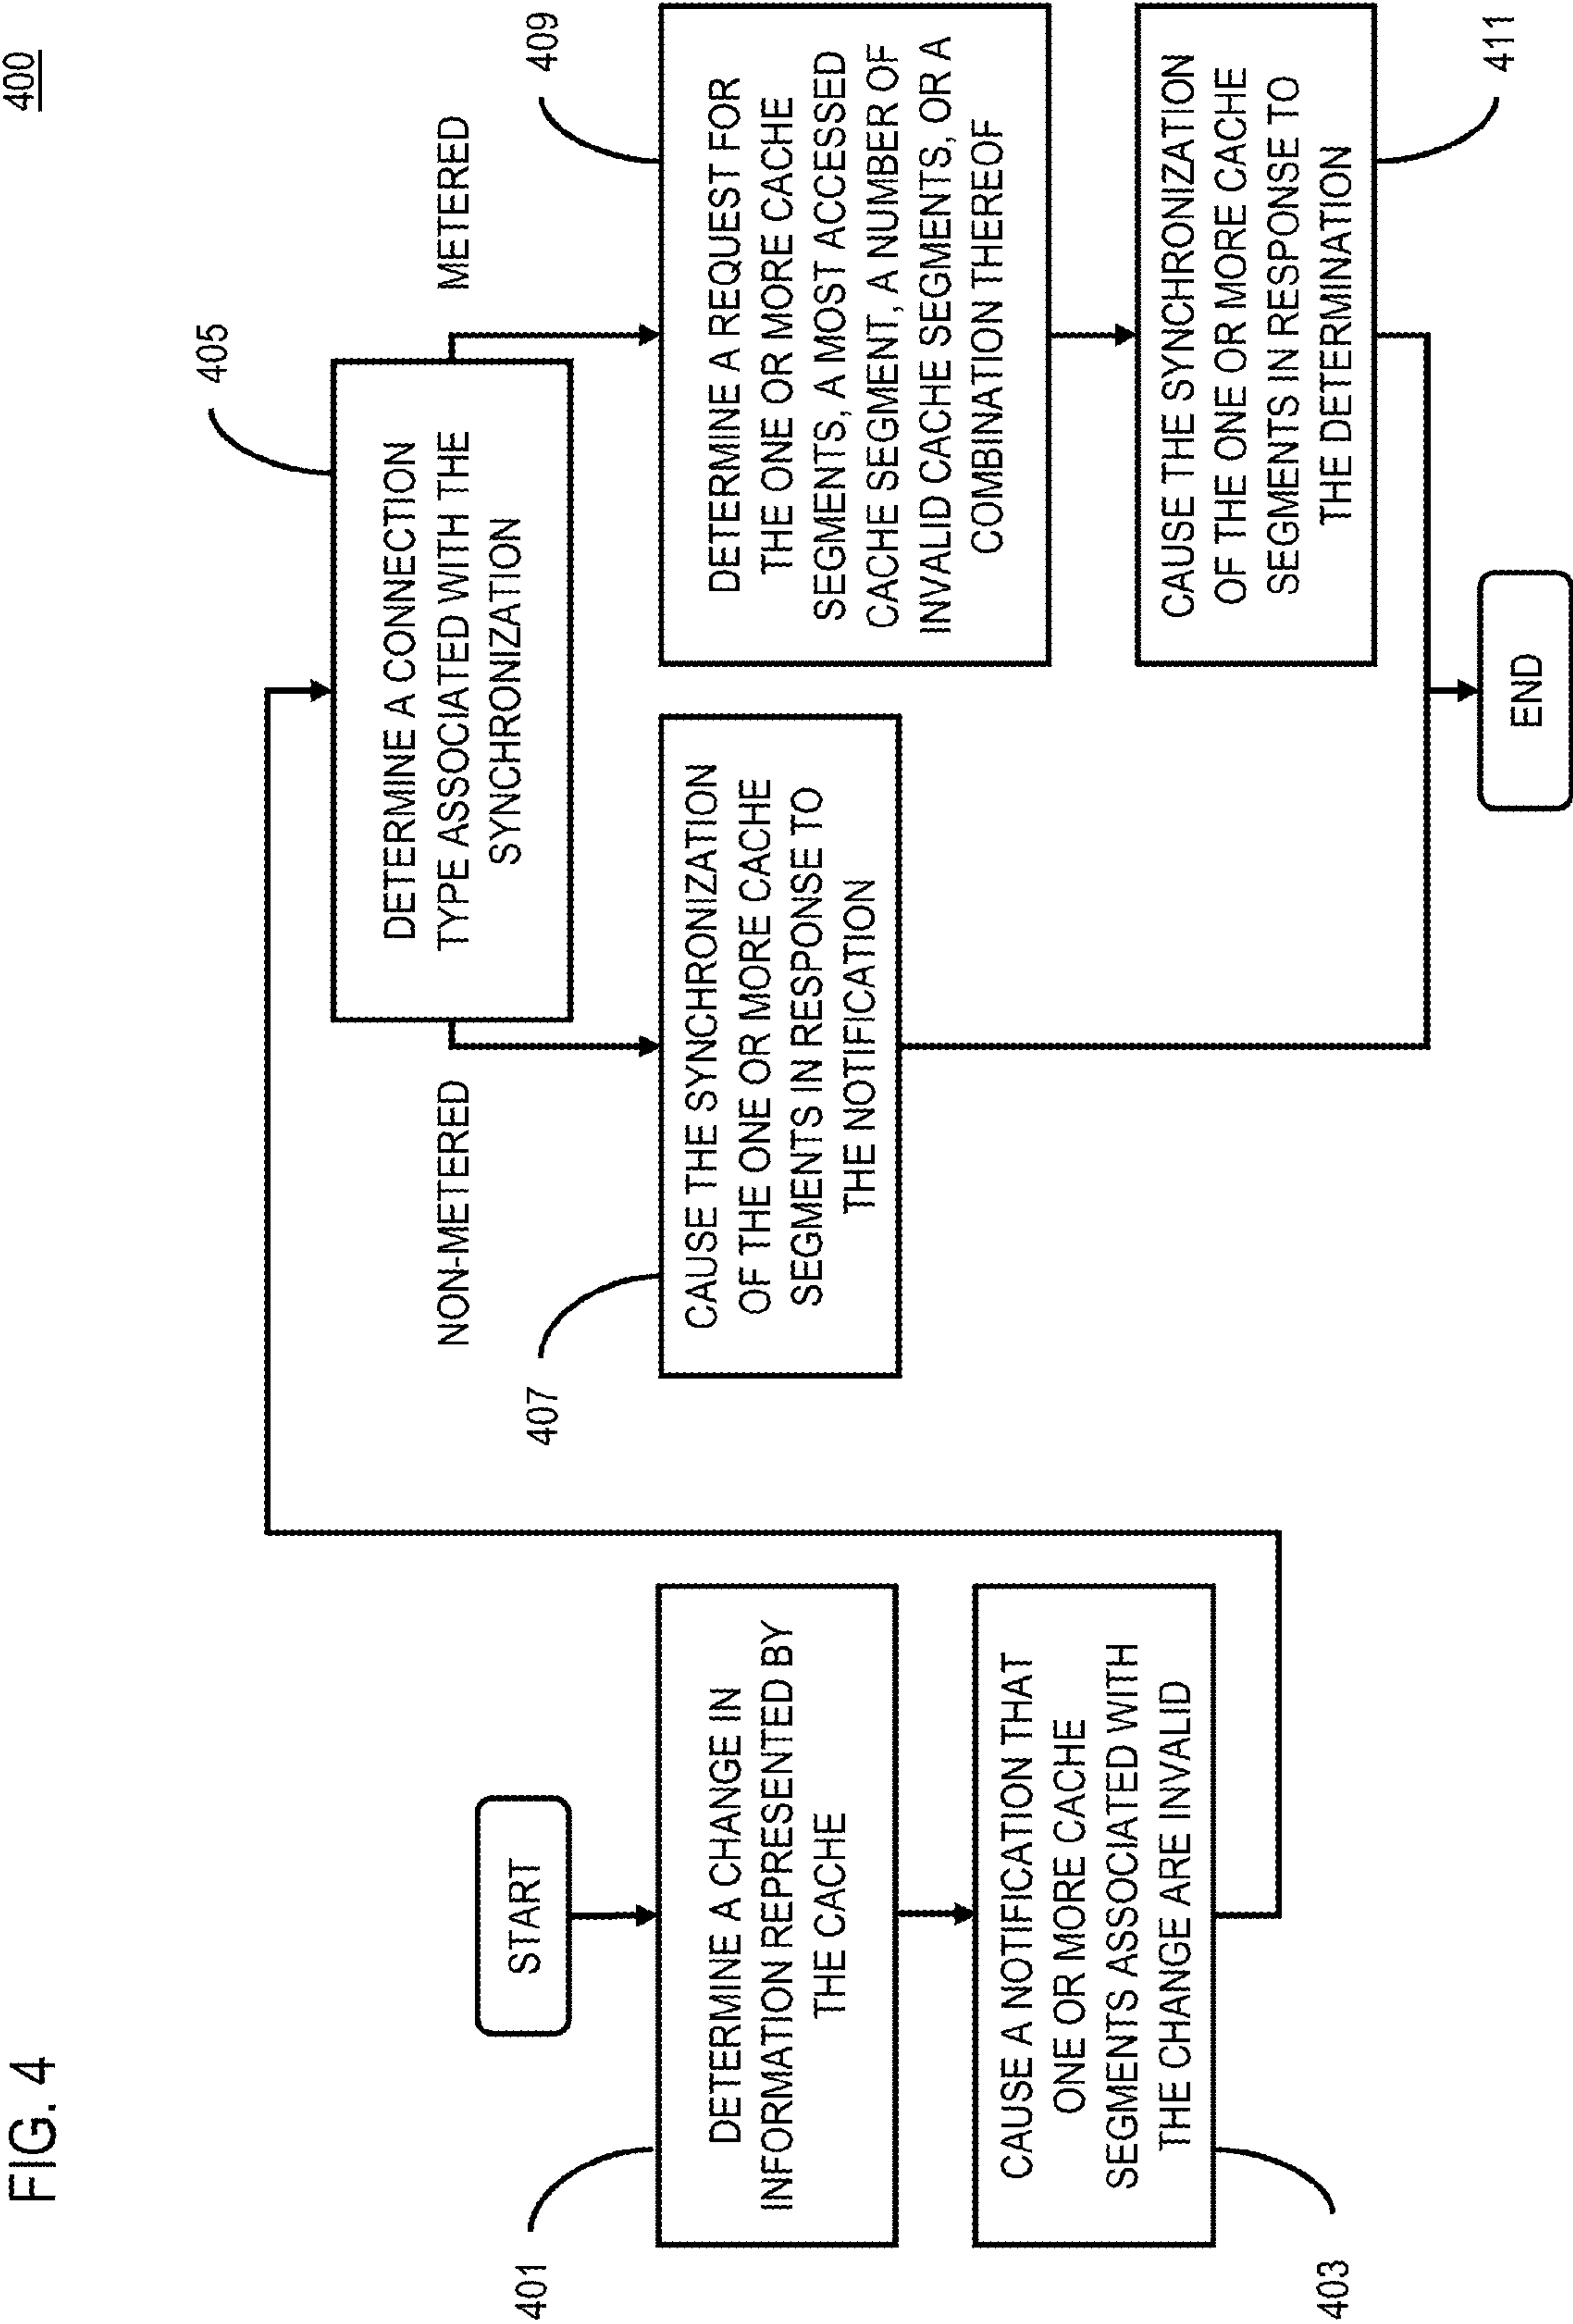 FIG. 4
400
START
401
DETERMINE A CHANGE IN
INFORMATION REPRESENTED BY
THE CACHE
403
CAUSE A NOTIFICATION THAT
ONE OR MORE CACHE
SEGMENTS ASSOCIATED WITH
THE CHANGE ARE INVALID
405
DETERMINE A CONNECTION
TYPE ASSOCIATED WITH THE
SYNCHRONIZATION
NON-METERED
METERED
407
CAUSE THE SYNCHRONIZATION
OF THE ONE OR MORE CACHE
SEGMENTS IN RESPONSE TO
THE NOTIFICATION
409
DETERMINE A REQUEST FOR
THE ONE OR MORE CACHE
SEGMENTS, A MOST ACCESSED
CACHE SEGMENT, A NUMBER OF
INVALID CACHE SEGMENTS, OR A
COMBINATION THEREOF
CAUSE THE SYNCHRONIZATION
OF THE ONE OR MORE CACHE
SEGMENTS IN RESPONSE TO
THE DETERMINATION
411
END